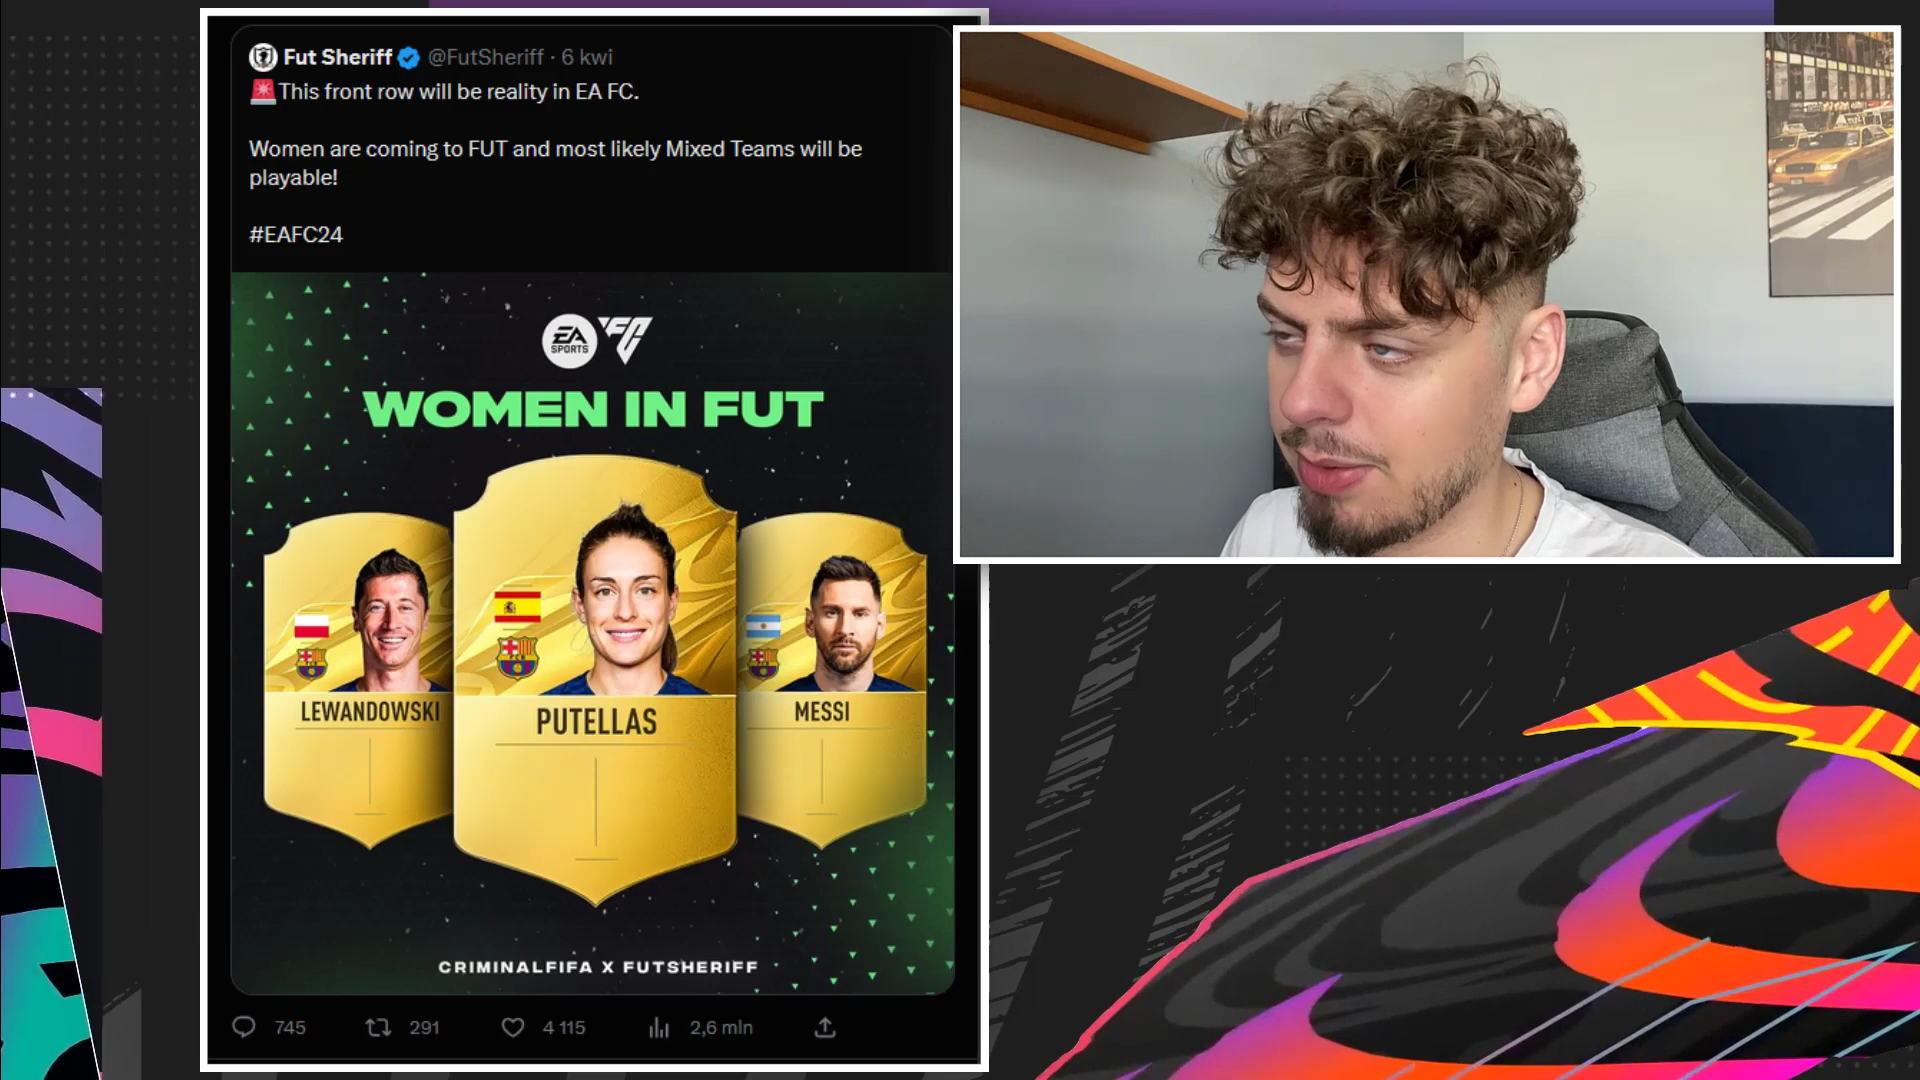 Fut Sheriff @FutSheriff · 6 kwi
🚨This front row will be reality in EA FC.
Women are coming to FUT and most likely Mixed Teams will be
playable!
#EAFC24
EA
SPORTS
FC
WOMEN IN FUT
LEWANDOWSKI
PUTELLAS
MESSI
CRIMINALFIFA X FUTSHERIFF
745 291 4 115 2,6 mln